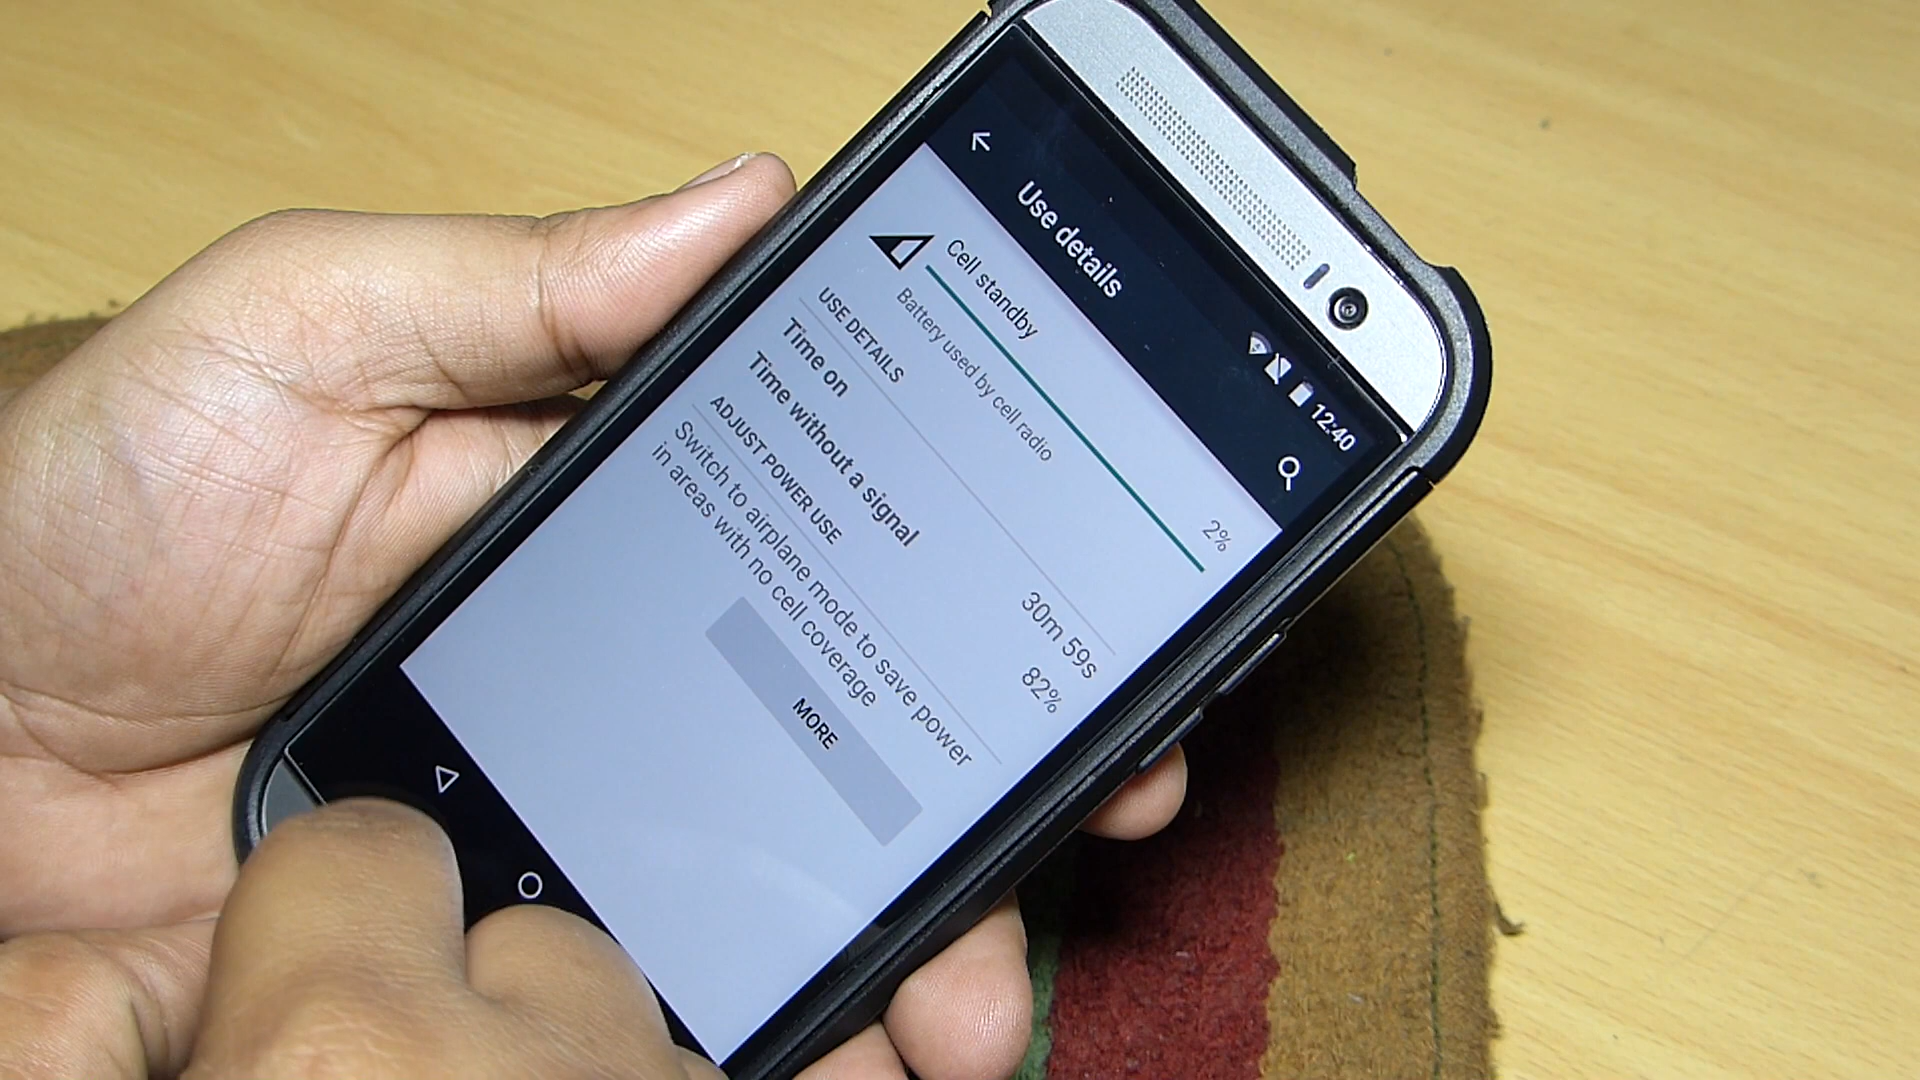 12:40
Use details
Cell standby
2%
Battery used by cell radio
USE DETAILS
Time on 30m 59s
Time without a signal 82%
ADJUST POWER USE
Switch to airplane mode to save power
in areas with no cell coverage
MORE